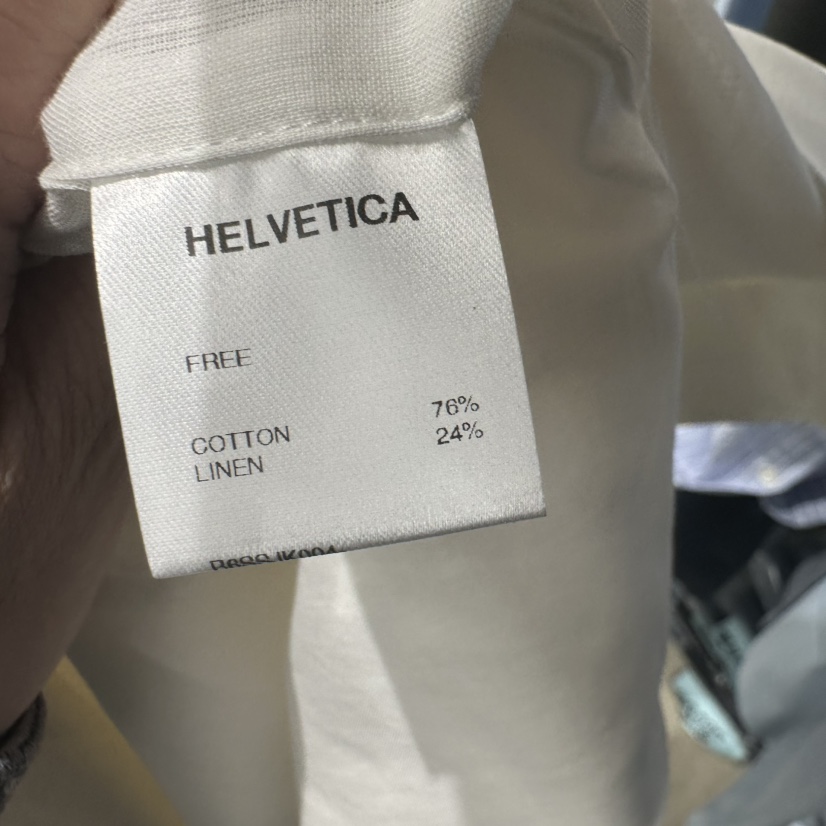 HELVETICA
FREE
COTTON 76%
LINEN 24%